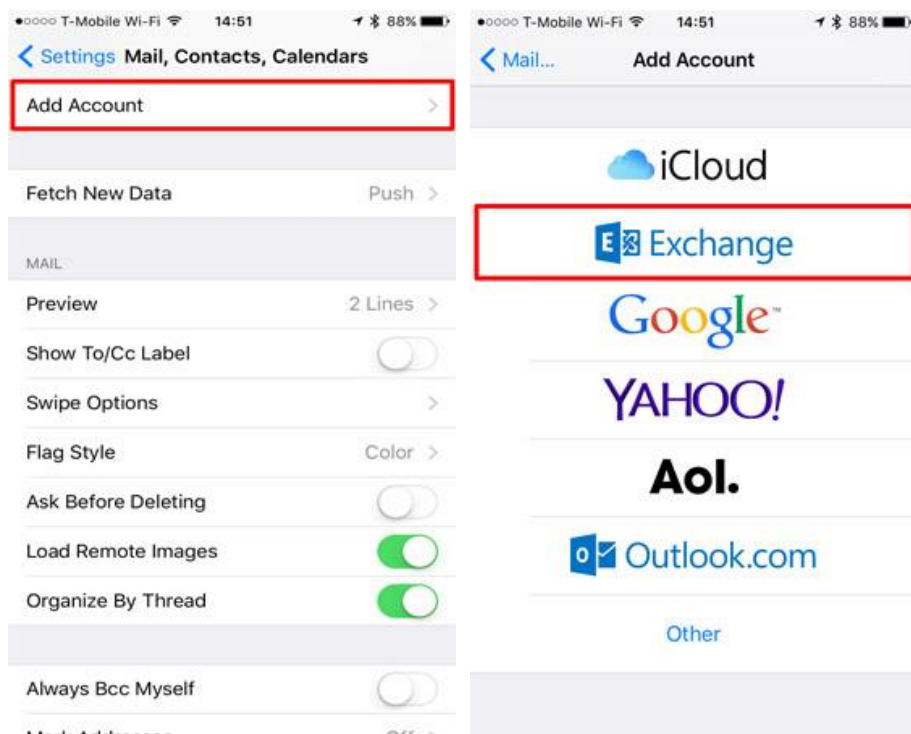 T-Mobile Wi-Fi 14:51 88%
Settings Mail, Contacts, Calendars
Add Account
Fetch New Data Push
MAIL
Preview 2 Lines
Show To/Cc Label
Swipe Options
Flag Style Color
Ask Before Deleting
Load Remote Images
Organize By Thread
Always Bcc Myself
T-Mobile Wi-Fi 14:51 88%
Mail... Add Account
iCloud
E Exchange
Google™
YAHOO!
Aol.
o Outlook.com
Other